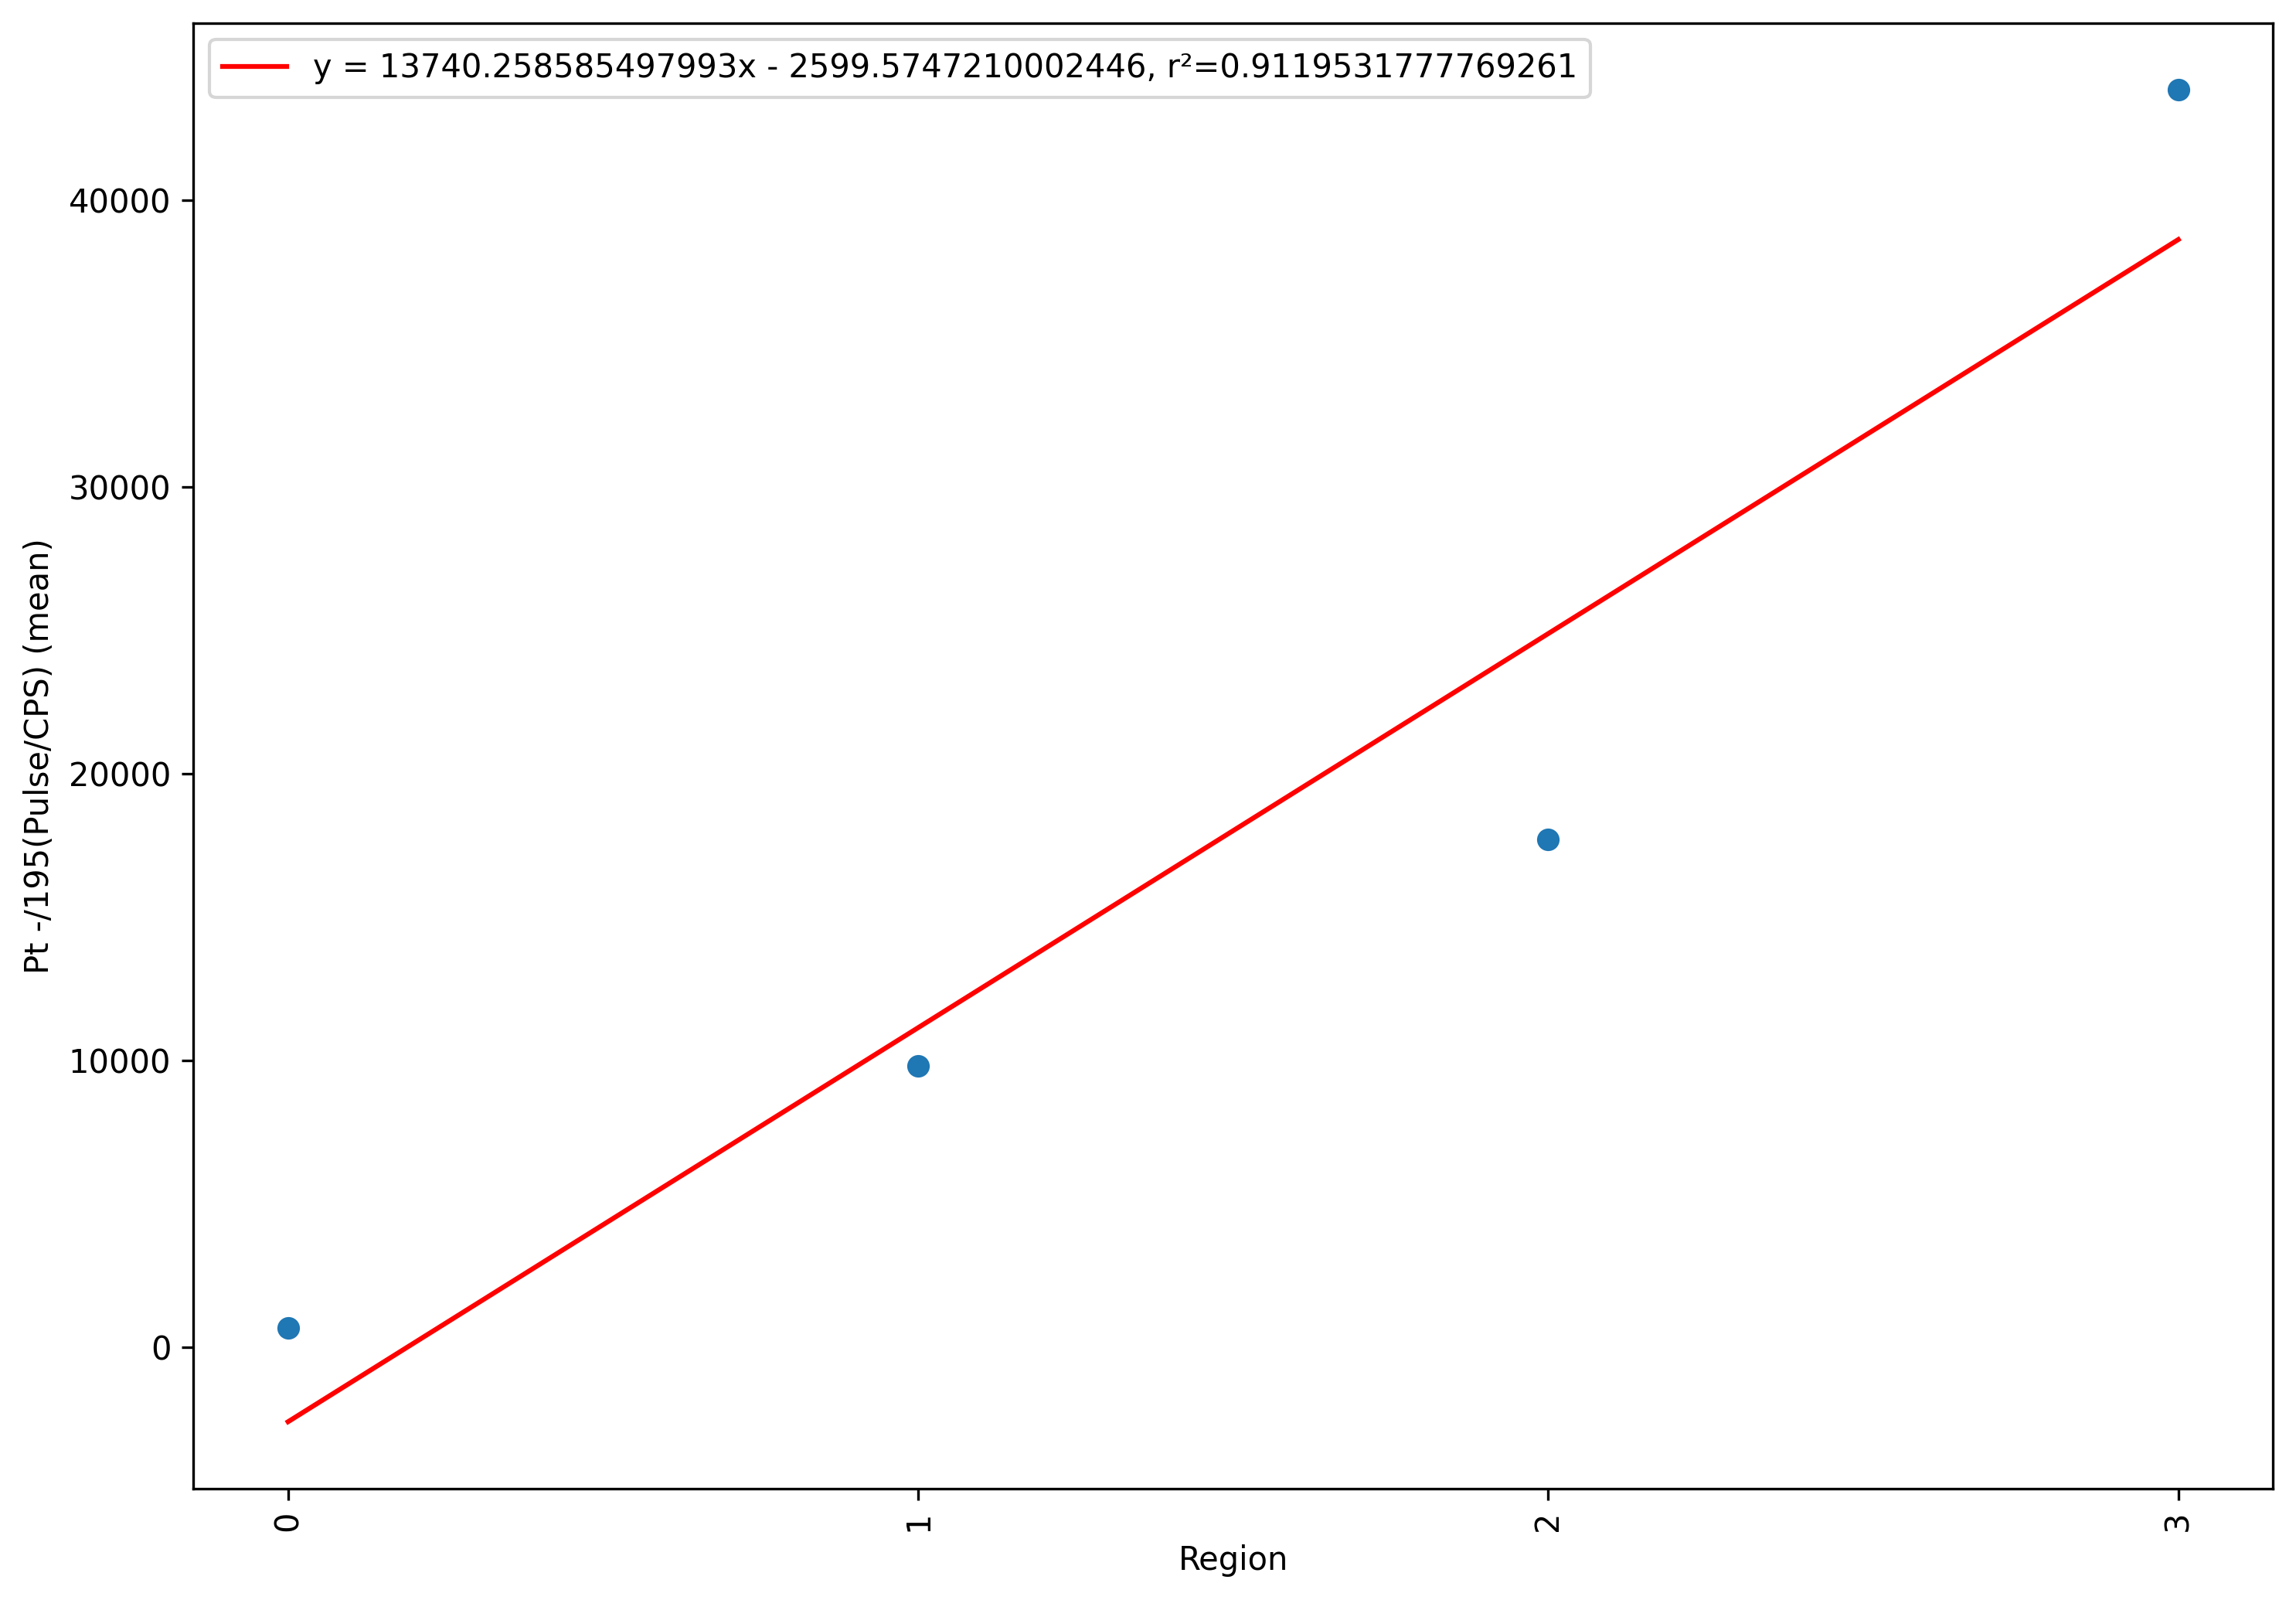 y = 13740.258585497993x - 2599.5747210002446, r²=0.9119531777769261
40000
30000
20000
10000
0
Pt -/195(Pulse/CPS) (mean)
0 1 2 3
Region